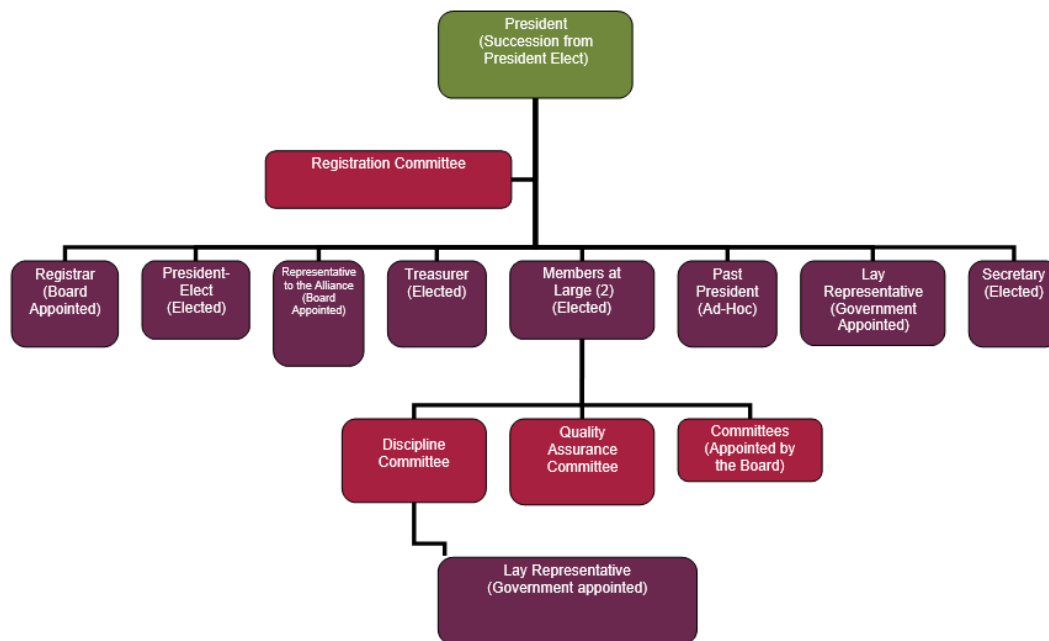 President
(Succession from
President Elect)
Registration Committee
Registrar
(Board
Appointed)
President-
Elect
(Elected)
Representative
to the Alliance
(Board
Appointed)
Treasurer
(Elected)
Members at
Large (2)
(Elected)
Past
President
(Ad-Hoc)
Lay
Representative
(Government
Appointed)
Secretary
(Elected)
Discipline
Committee
Quality
Assurance
Committee
Committees
(Appointed by
the Board)
Lay Representative
(Government appointed)